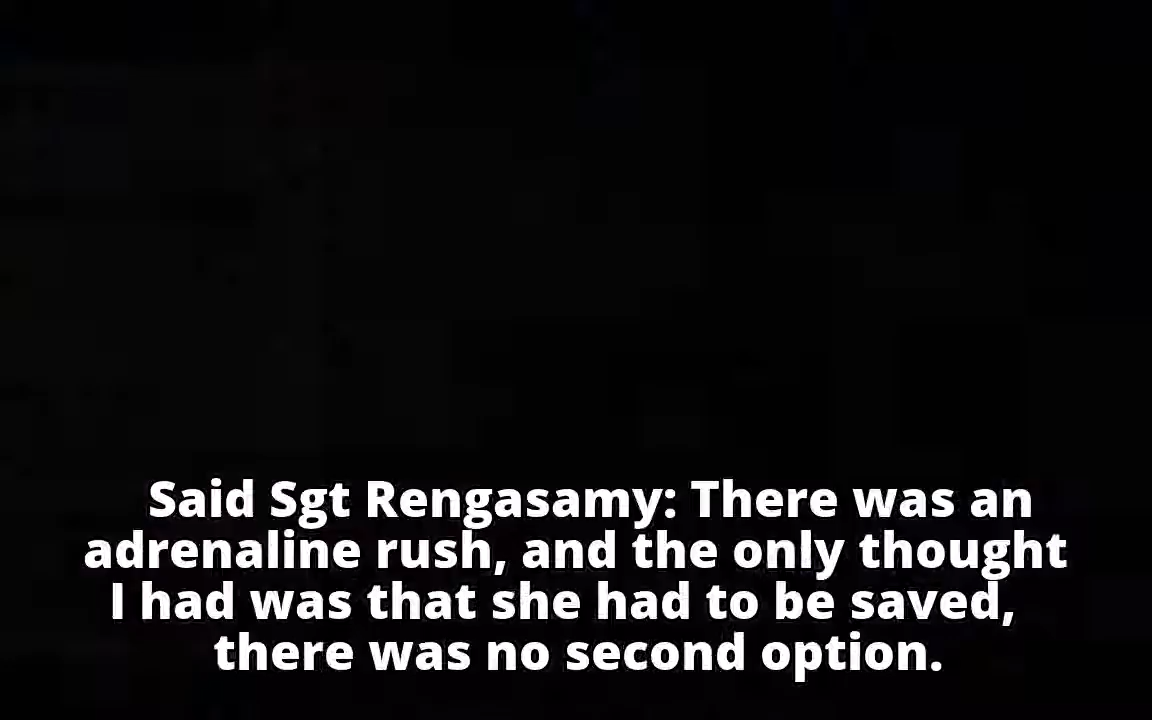 Said Sgt Rengasamy: There was an
adrenaline rush, and the only thought
I had was that she had to be saved,
there was no second option.